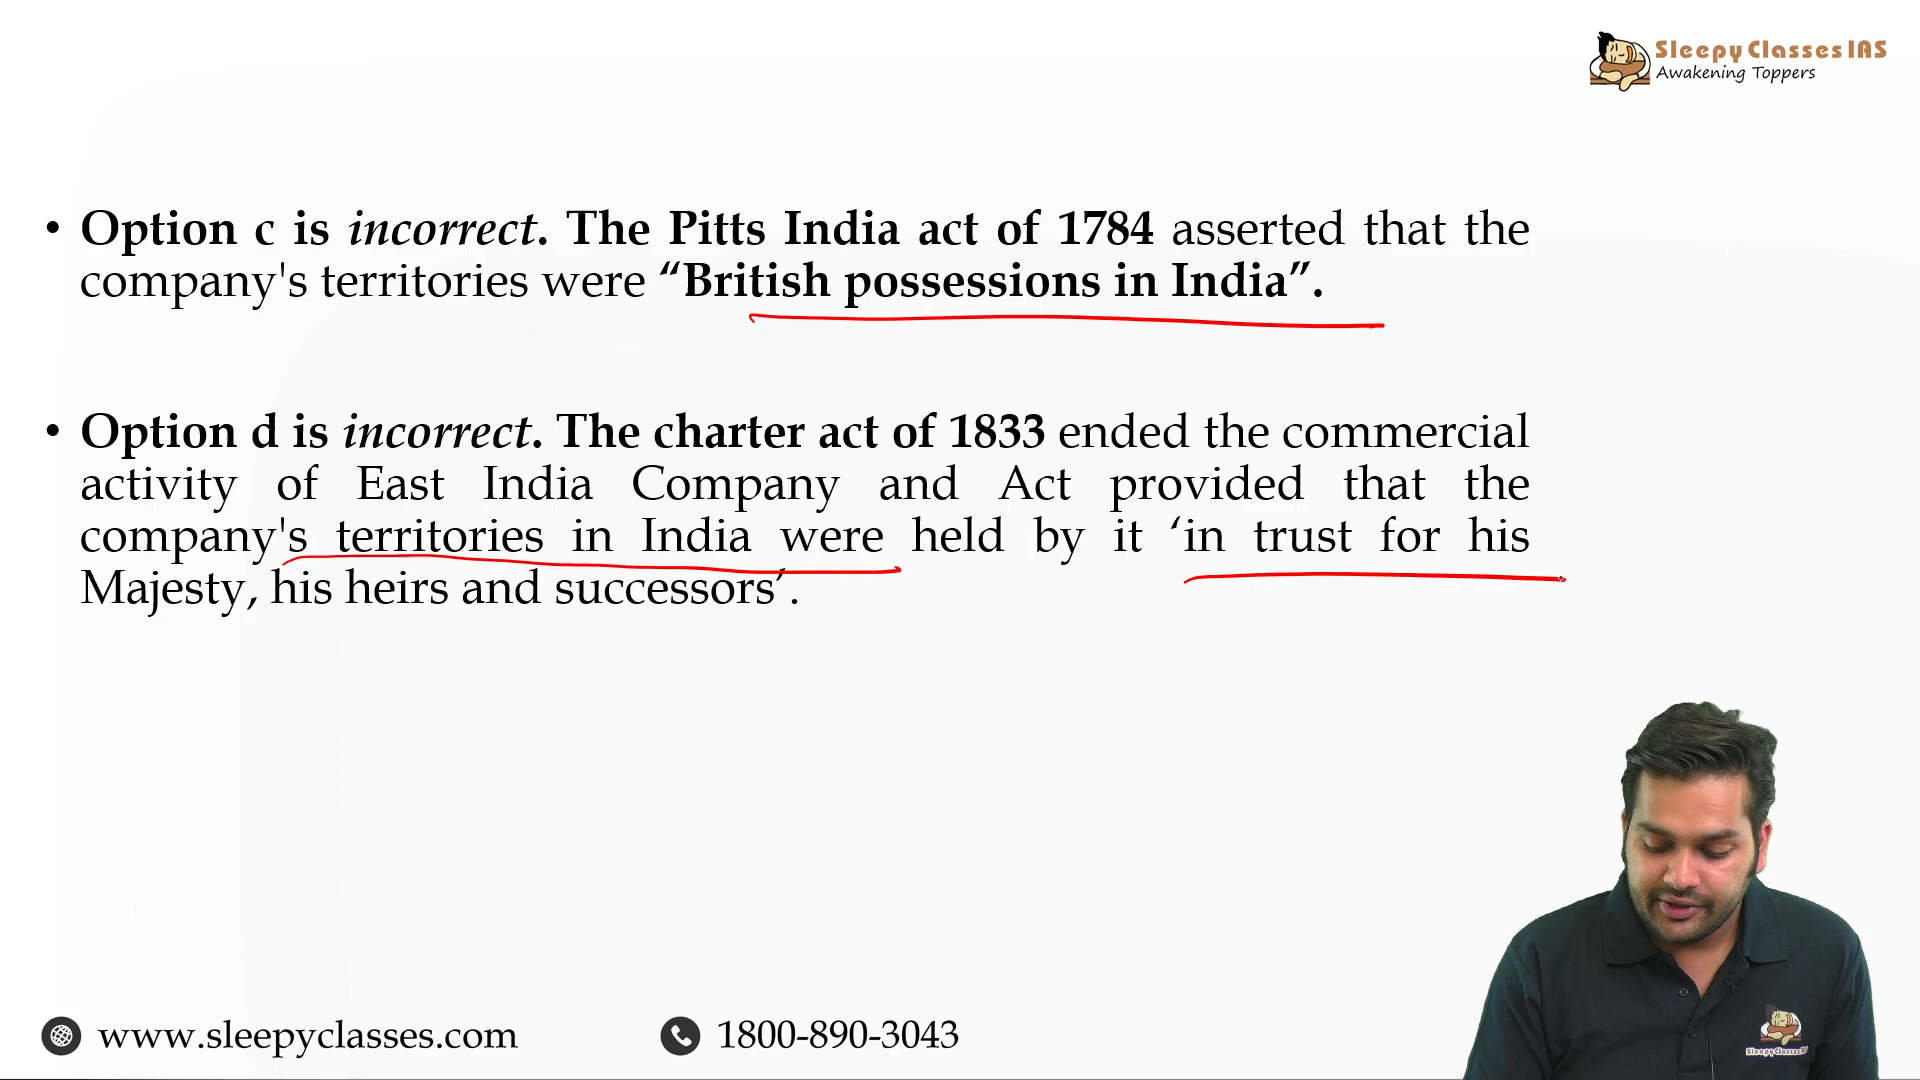 Sleepy Classes IAS
Awakening Toppers
• Option c is incorrect. The Pitts India act of 1784 asserted that the
company's territories were “British possessions in India”.
• Option d is incorrect. The charter act of 1833 ended the commercial
activity of East India Company and Act provided that the
company's territories in India were held by it ‘in trust for his
Majesty, his heirs and successors’.
www.sleepyclasses.com
1800-890-3043
Sleepy Classes IAS